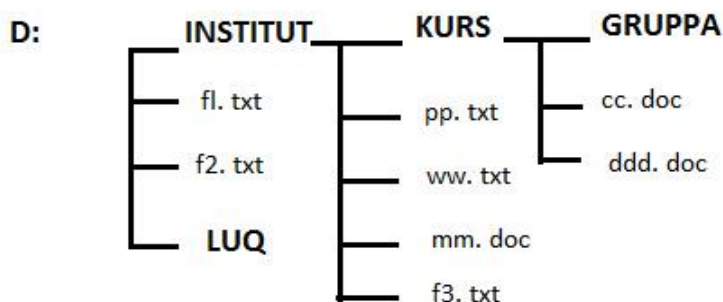 D: INSTITUT KURS GRUPPA
fl. txt pp. txt cc. doc
f2. txt ww. txt ddd. doc
LUQ mm. doc
f3. txt